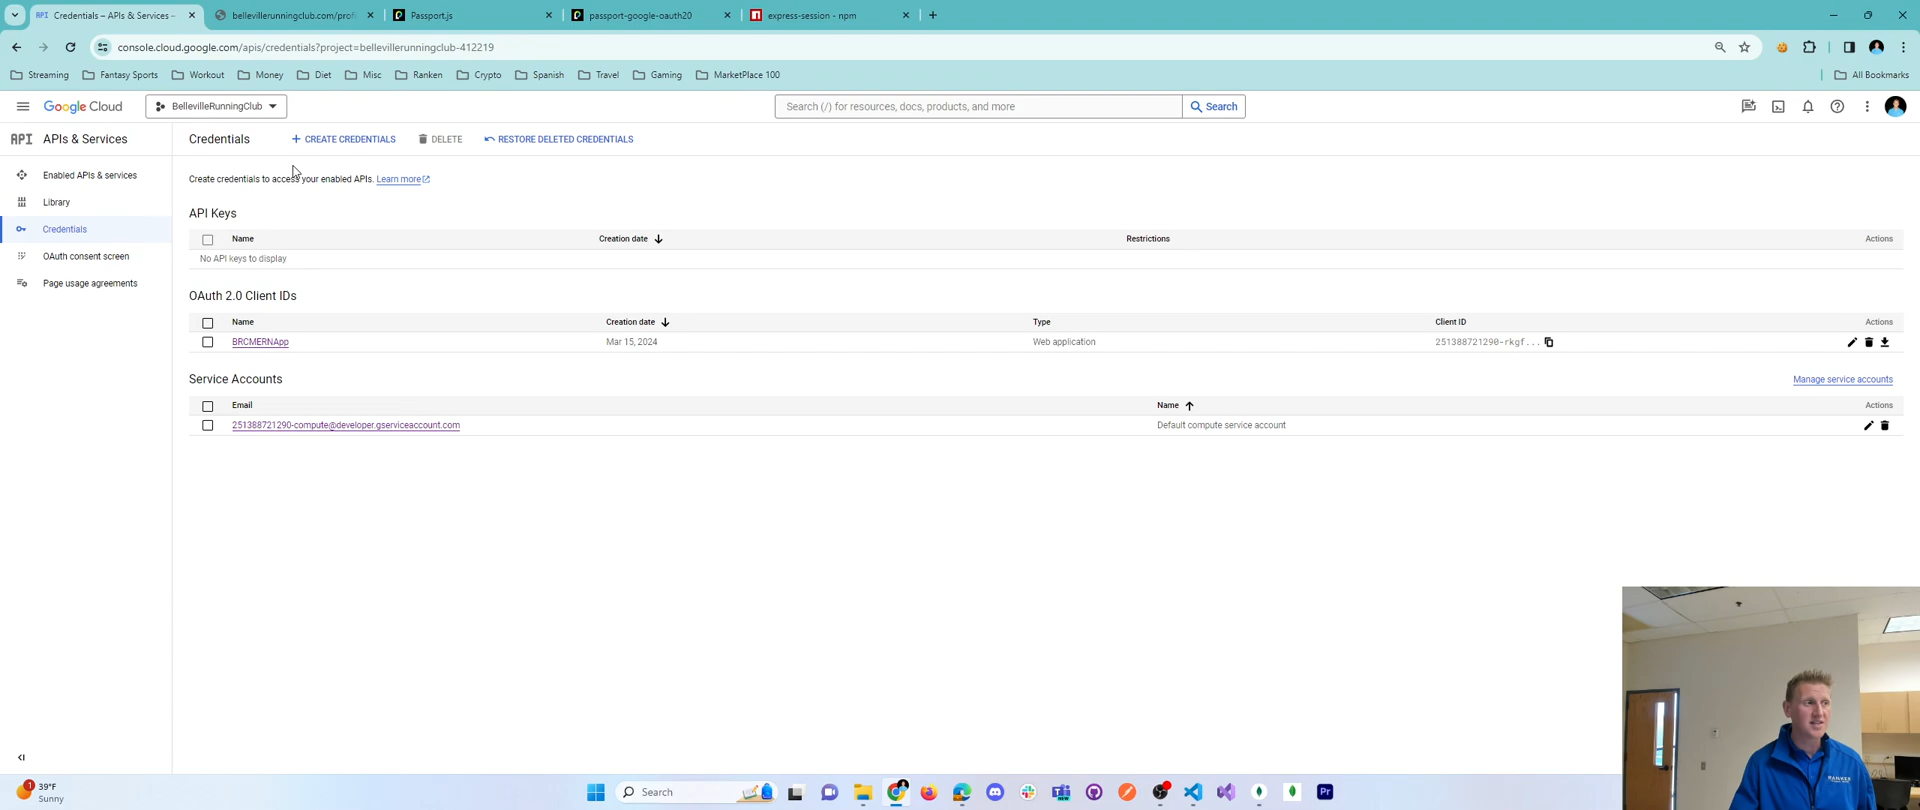 Credentials – APIs & Services –
bellevillerunningclub.com/profi
Passport.js
passport-google-oauth20
express-session - npm
console.cloud.google.com/apis/credentials?project=bellevillerunningclub-412219
Streaming Fantasy Sports Workout Money Diet Misc Ranken Crypto Spanish Travel Gaming MarketPlace 100 All Bookmarks
Google Cloud BellevilleRunningClub Search (/) for resources, docs, products, and more Search
API APIs & Services
Credentials + CREATE CREDENTIALS DELETE RESTORE DELETED CREDENTIALS
Enabled APIs & services
Library
Credentials
OAuth consent screen
Page usage agreements
Create credentials to access your enabled APIs. Learn more
API Keys
Name Creation date Restrictions Actions
No API keys to display
OAuth 2.0 Client IDs
Name Creation date Type Client ID Actions
BRCMERNApp Mar 15, 2024 Web application 251388721290-rkgf...
Service Accounts Manage service accounts
Email Name Actions
251388721290-compute@developer.gserviceaccount.com Default compute service account
39°F
Sunny
Search
Pr
RANKEN